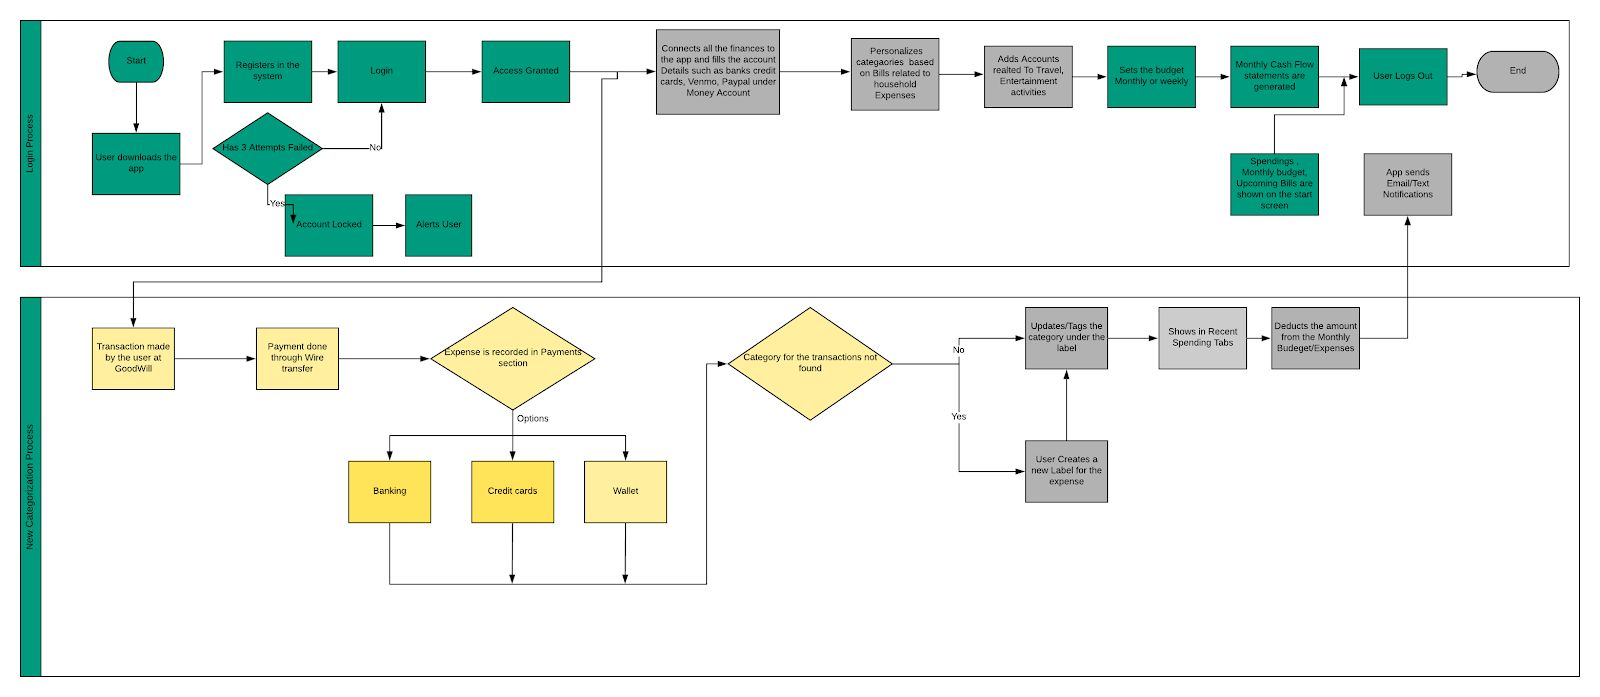 Login Process
Start
User downloads the
app
Registers in the
system
Login
Access Granted
Has 3 Attempts Failed
No
Yes
Account Locked
Alerts User
Connects all the finances to
the app and fills the account
Details such as banks credit
cards, Venmo, Paypal under
Money Account
Personalizes
categaories based
on Bills related to
household
Expenses
Adds Accounts
realted To Travel,
Entertainment
activities
Sets the budget
Monthly or weekly
Monthly Cash Flow
statements are
generated
User Logs Out
End
Spendings ,
Monthly budget,
Upcoming Bills are
shown on the start
screen
App sends
Email/Text
Notifications
New Categorization Process
Transaction made
by the user at
GoodWill
Payment done
through Wire
transfer
Expense is recorded in Payments
section
Options
Banking
Credit cards
Wallet
Category for the transactions not
found
No
Yes
Updates/Tags the
category under the
label
User Creates a
new Label for the
expense
Shows in Recent
Spending Tabs
Deducts the amount
from the Monthly
Budeget/Expenses